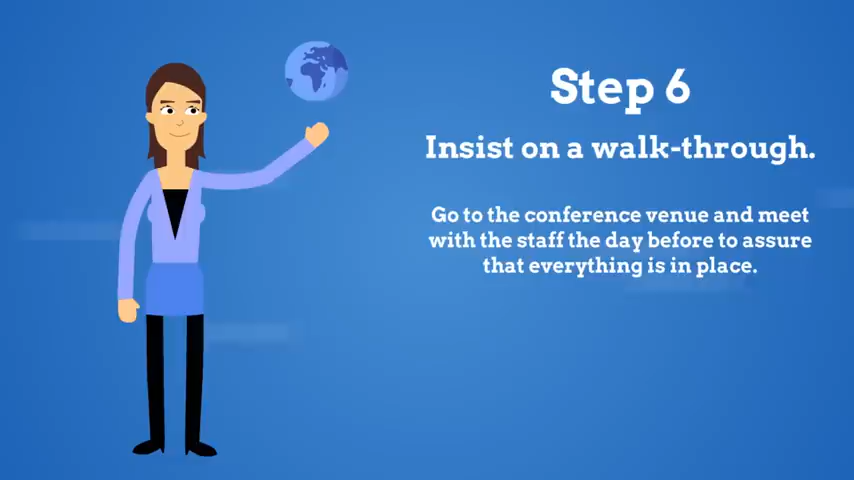 Step 6
Insist on a walk-through.
Go to the conference venue and meet
with the staff the day before to assure
that everything is in place.